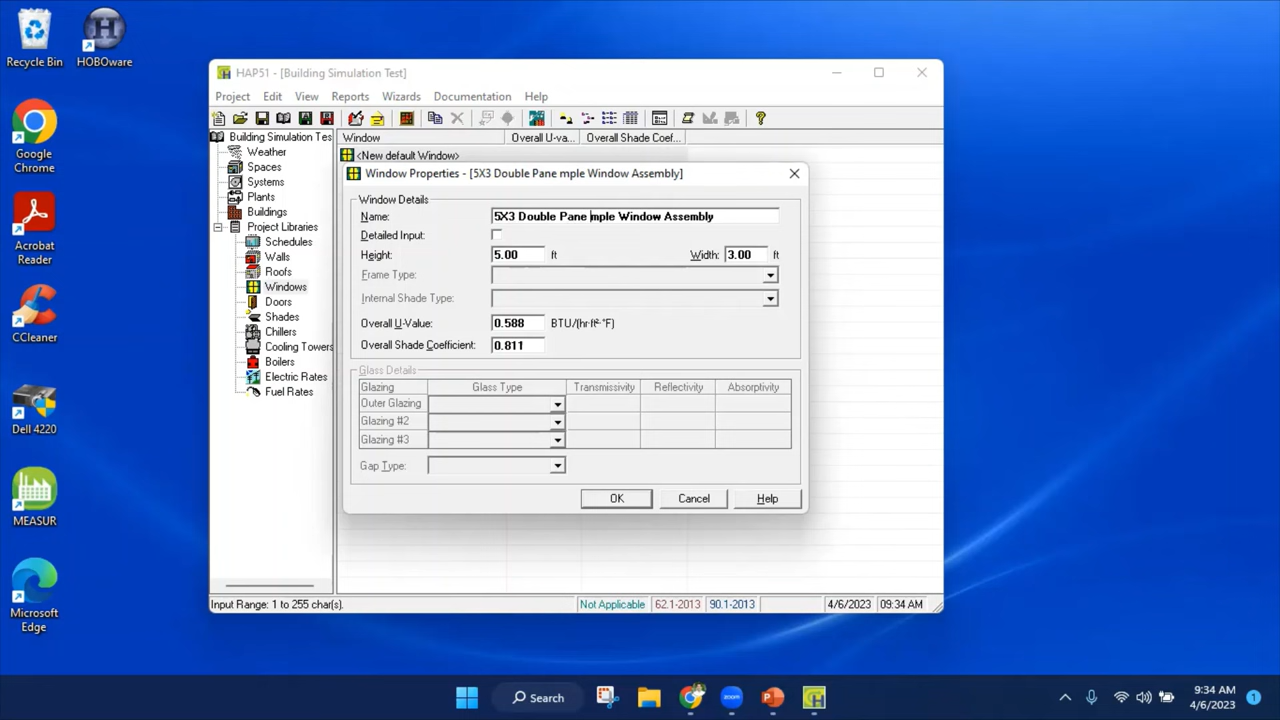 Recycle Bin
HOBOware
Google Chrome
Acrobat Reader
CCleaner
Dell 4220
MEASUR
Microsoft Edge
HAP51 - [Building Simulation Test]
Project Edit View Reports Wizards Documentation Help
Building Simulation Tes
Weather
Spaces
Systems
Plants
Buildings
Project Libraries
Schedules
Walls
Roofs
Windows
Doors
Shades
Chillers
Cooling Towers
Boilers
Electric Rates
Fuel Rates
Window Overall U-va... Overall Shade Coef...
<New default Window>
Window Properties - [5X3 Double Pane mple Window Assembly]
Window Details
Name: 5X3 Double Pane mple Window Assembly
Detailed Input:
Height: 5.00 ft Width: 3.00 ft
Frame Type:
Internal Shade Type:
Overall U-Value: 0.588 BTU/(hr·ft²·°F)
Overall Shade Coefficient: 0.811
Glass Details
Glazing Glass Type Transmissivity Reflectivity Absorptivity
Outer Glazing
Glazing #2
Glazing #3
Gap Type:
OK Cancel Help
Input Range: 1 to 255 char(s). Not Applicable 62.1-2013 90.1-2013 4/6/2023 09:34 AM
Search
zoom
9:34 AM
4/6/2023
1